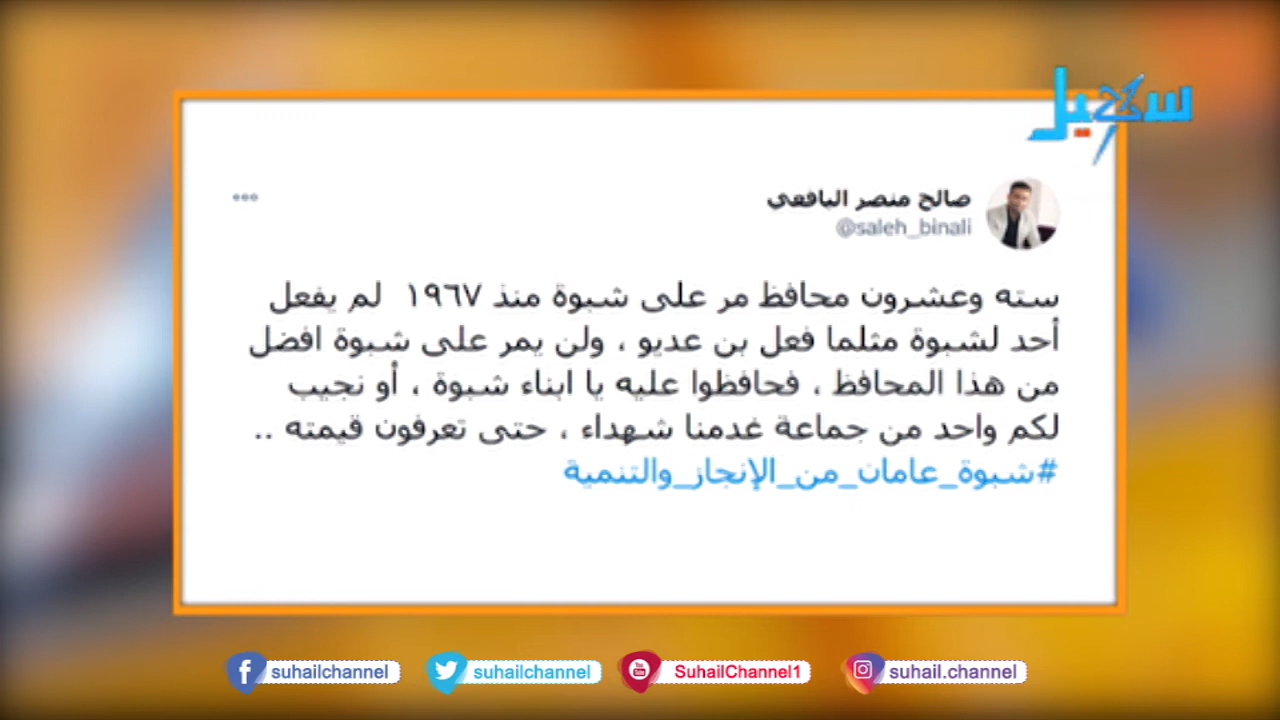 سهيل
صالح منصر اليافعي
@saleh_binali
سته وعشرون محافظ مر على شبوة منذ ١٩٦٧ لم يفعل
أحد لشبوة مثلما فعل بن عديو ، ولن يمر على شبوة افضل
من هذا المحافظ ، فحافظوا عليه يا ابناء شبوة ، أو نجيب
لكم واحد من جماعة غدمنا شهداء ، حتى تعرفون قيمته ..
#شبوة_عامان_من_الإنجاز_والتنمية
suhailchannel
suhailchannel
SuhailChannel1
suhail.channel